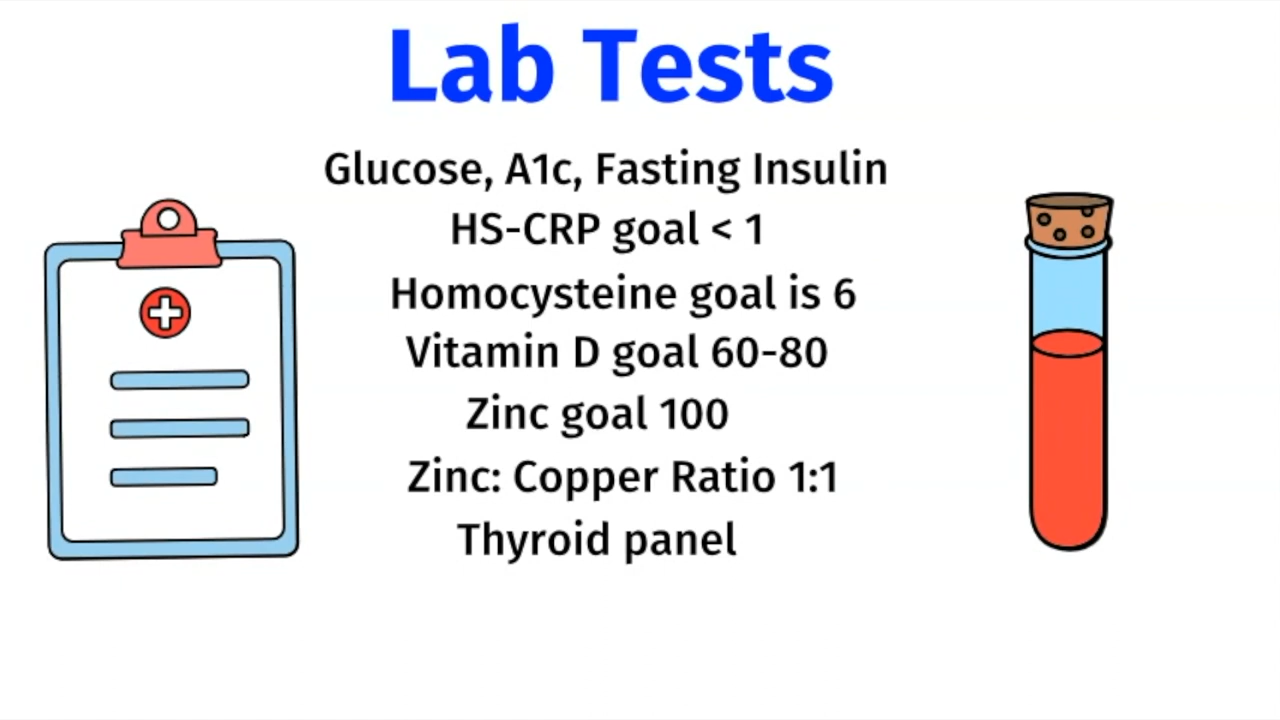 Lab Tests
Glucose, A1c, Fasting Insulin
HS-CRP goal < 1
Homocysteine goal is 6
Vitamin D goal 60-80
Zinc goal 100
Zinc: Copper Ratio 1:1
Thyroid panel